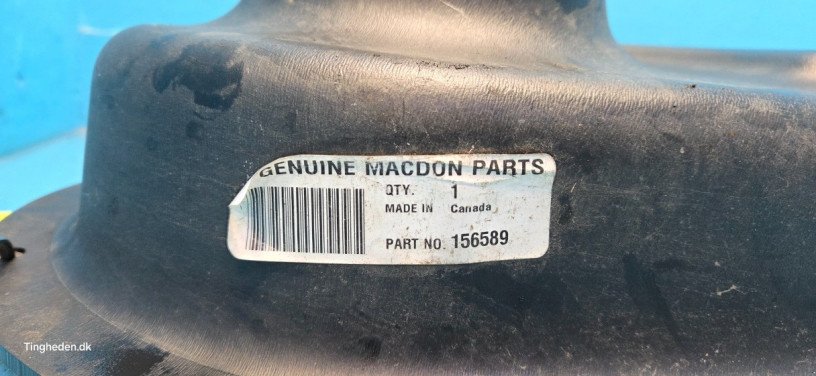 GENUINE MACDON PARTS
QTY. 1
MADE IN Canada
PART NO. 156589
Tingheden.dk